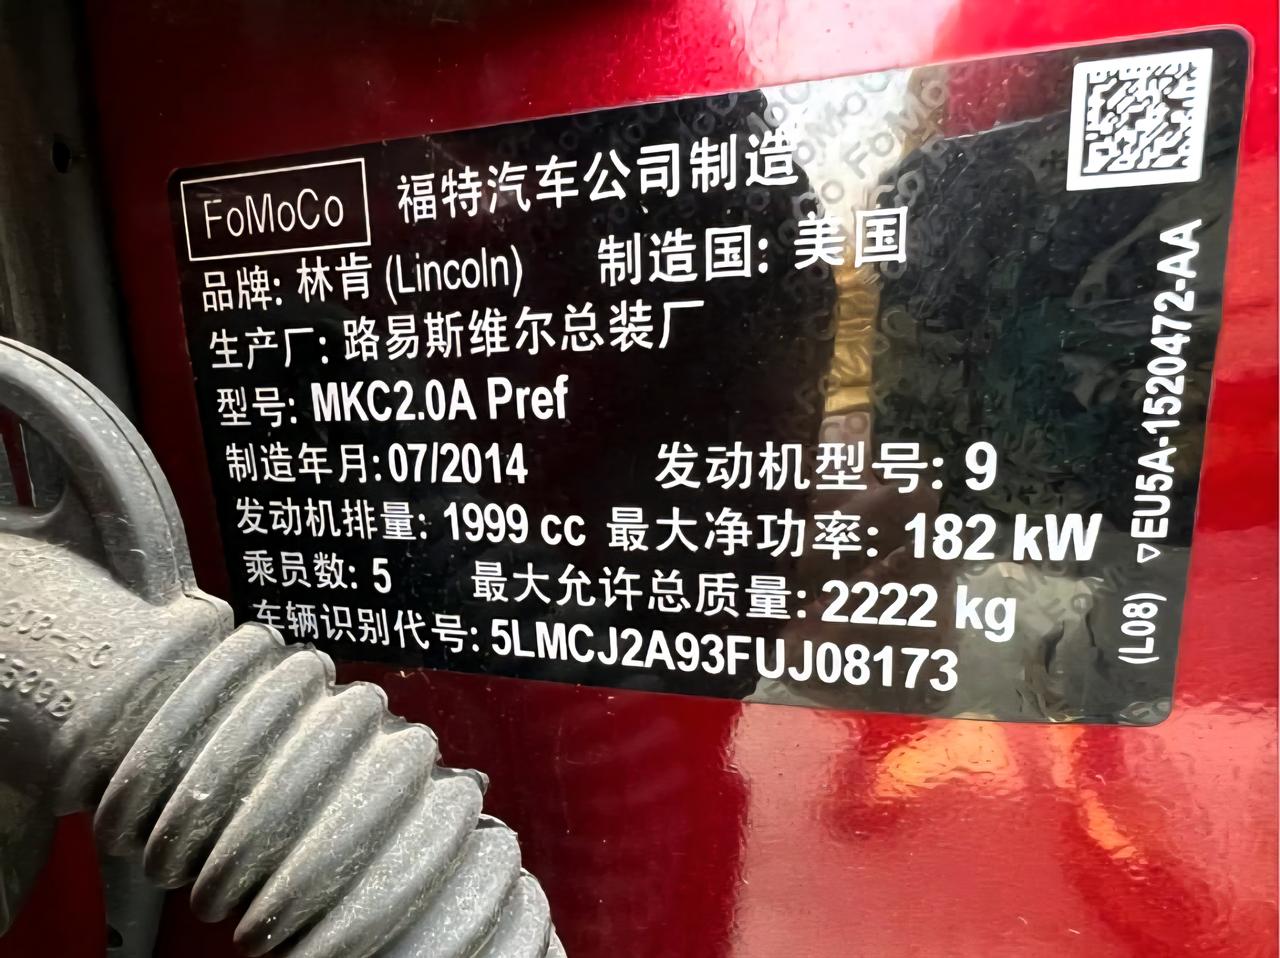 FoMoCo 福特汽车公司制造
品牌: 林肯 (Lincoln) 制造国: 美国
生产厂: 路易斯维尔总装厂
型号: MKC2.0A Pref
制造年月: 07/2014 发动机型号: 9
发动机排量: 1999 cc 最大净功率: 182 kW
乘员数: 5 最大允许总质量: 2222 kg
车辆识别代号: 5LMCJ2A93FUJ08173
(L08) ▽EU5A-1520472-AA